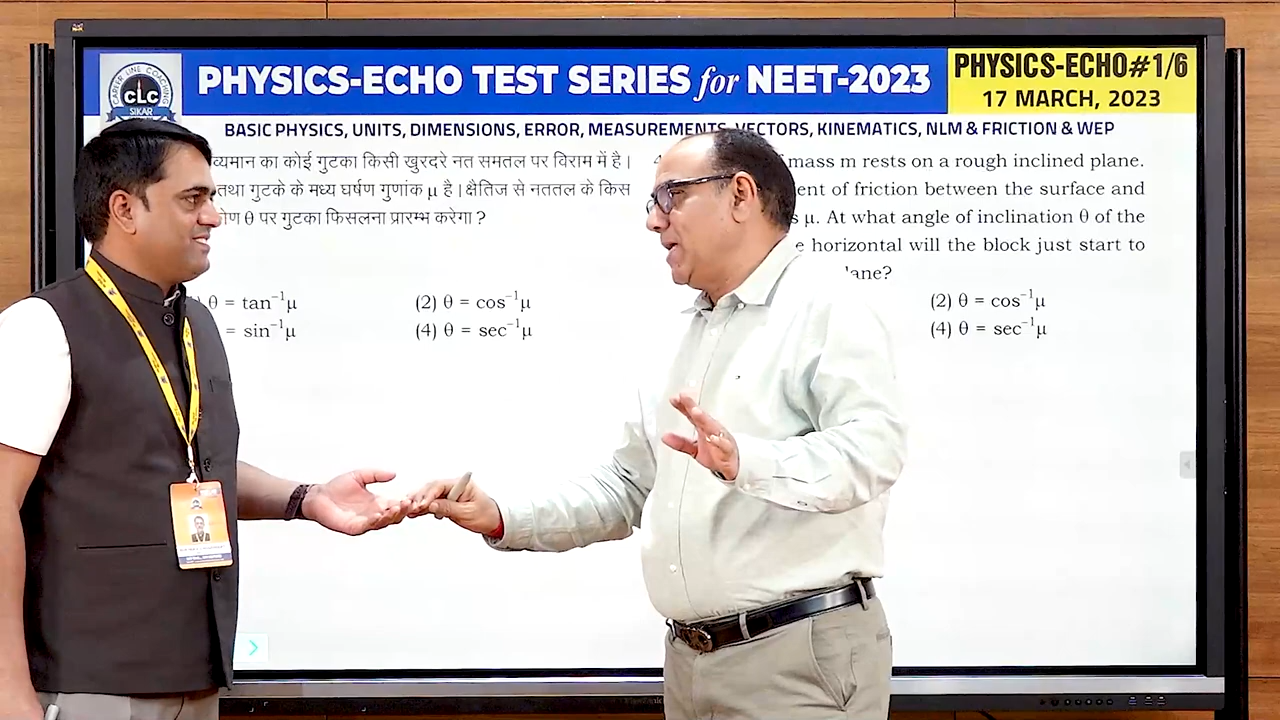 CAREER LINE COACHING
CLC
SIKAR
PHYSICS-ECHO TEST SERIES for NEET-2023
PHYSICS-ECHO#1/6
17 MARCH, 2023
BASIC PHYSICS, UNITS, DIMENSIONS, ERROR, MEASUREMENTS, VECTORS, KINEMATICS, NLM & FRICTION & WEP
का कोई गुटका किसी खुरदरे नत समतल पर विराम में है।
तथा गुटके के मध्य घर्षण गुणांक μ है। क्षैतिज से नततल के किस
θ पर गुटका फिसलना प्रारम्भ करेगा ?
θ = tan⁻¹μ
(2) θ = cos⁻¹μ
= sin⁻¹μ
(4) θ = sec⁻¹μ
mass m rests on a rough inclined plane.
of friction between the surface and
μ. At what angle of inclination θ of the
horizontal will the block just start to
(2) θ = cos⁻¹μ
(4) θ = sec⁻¹μ